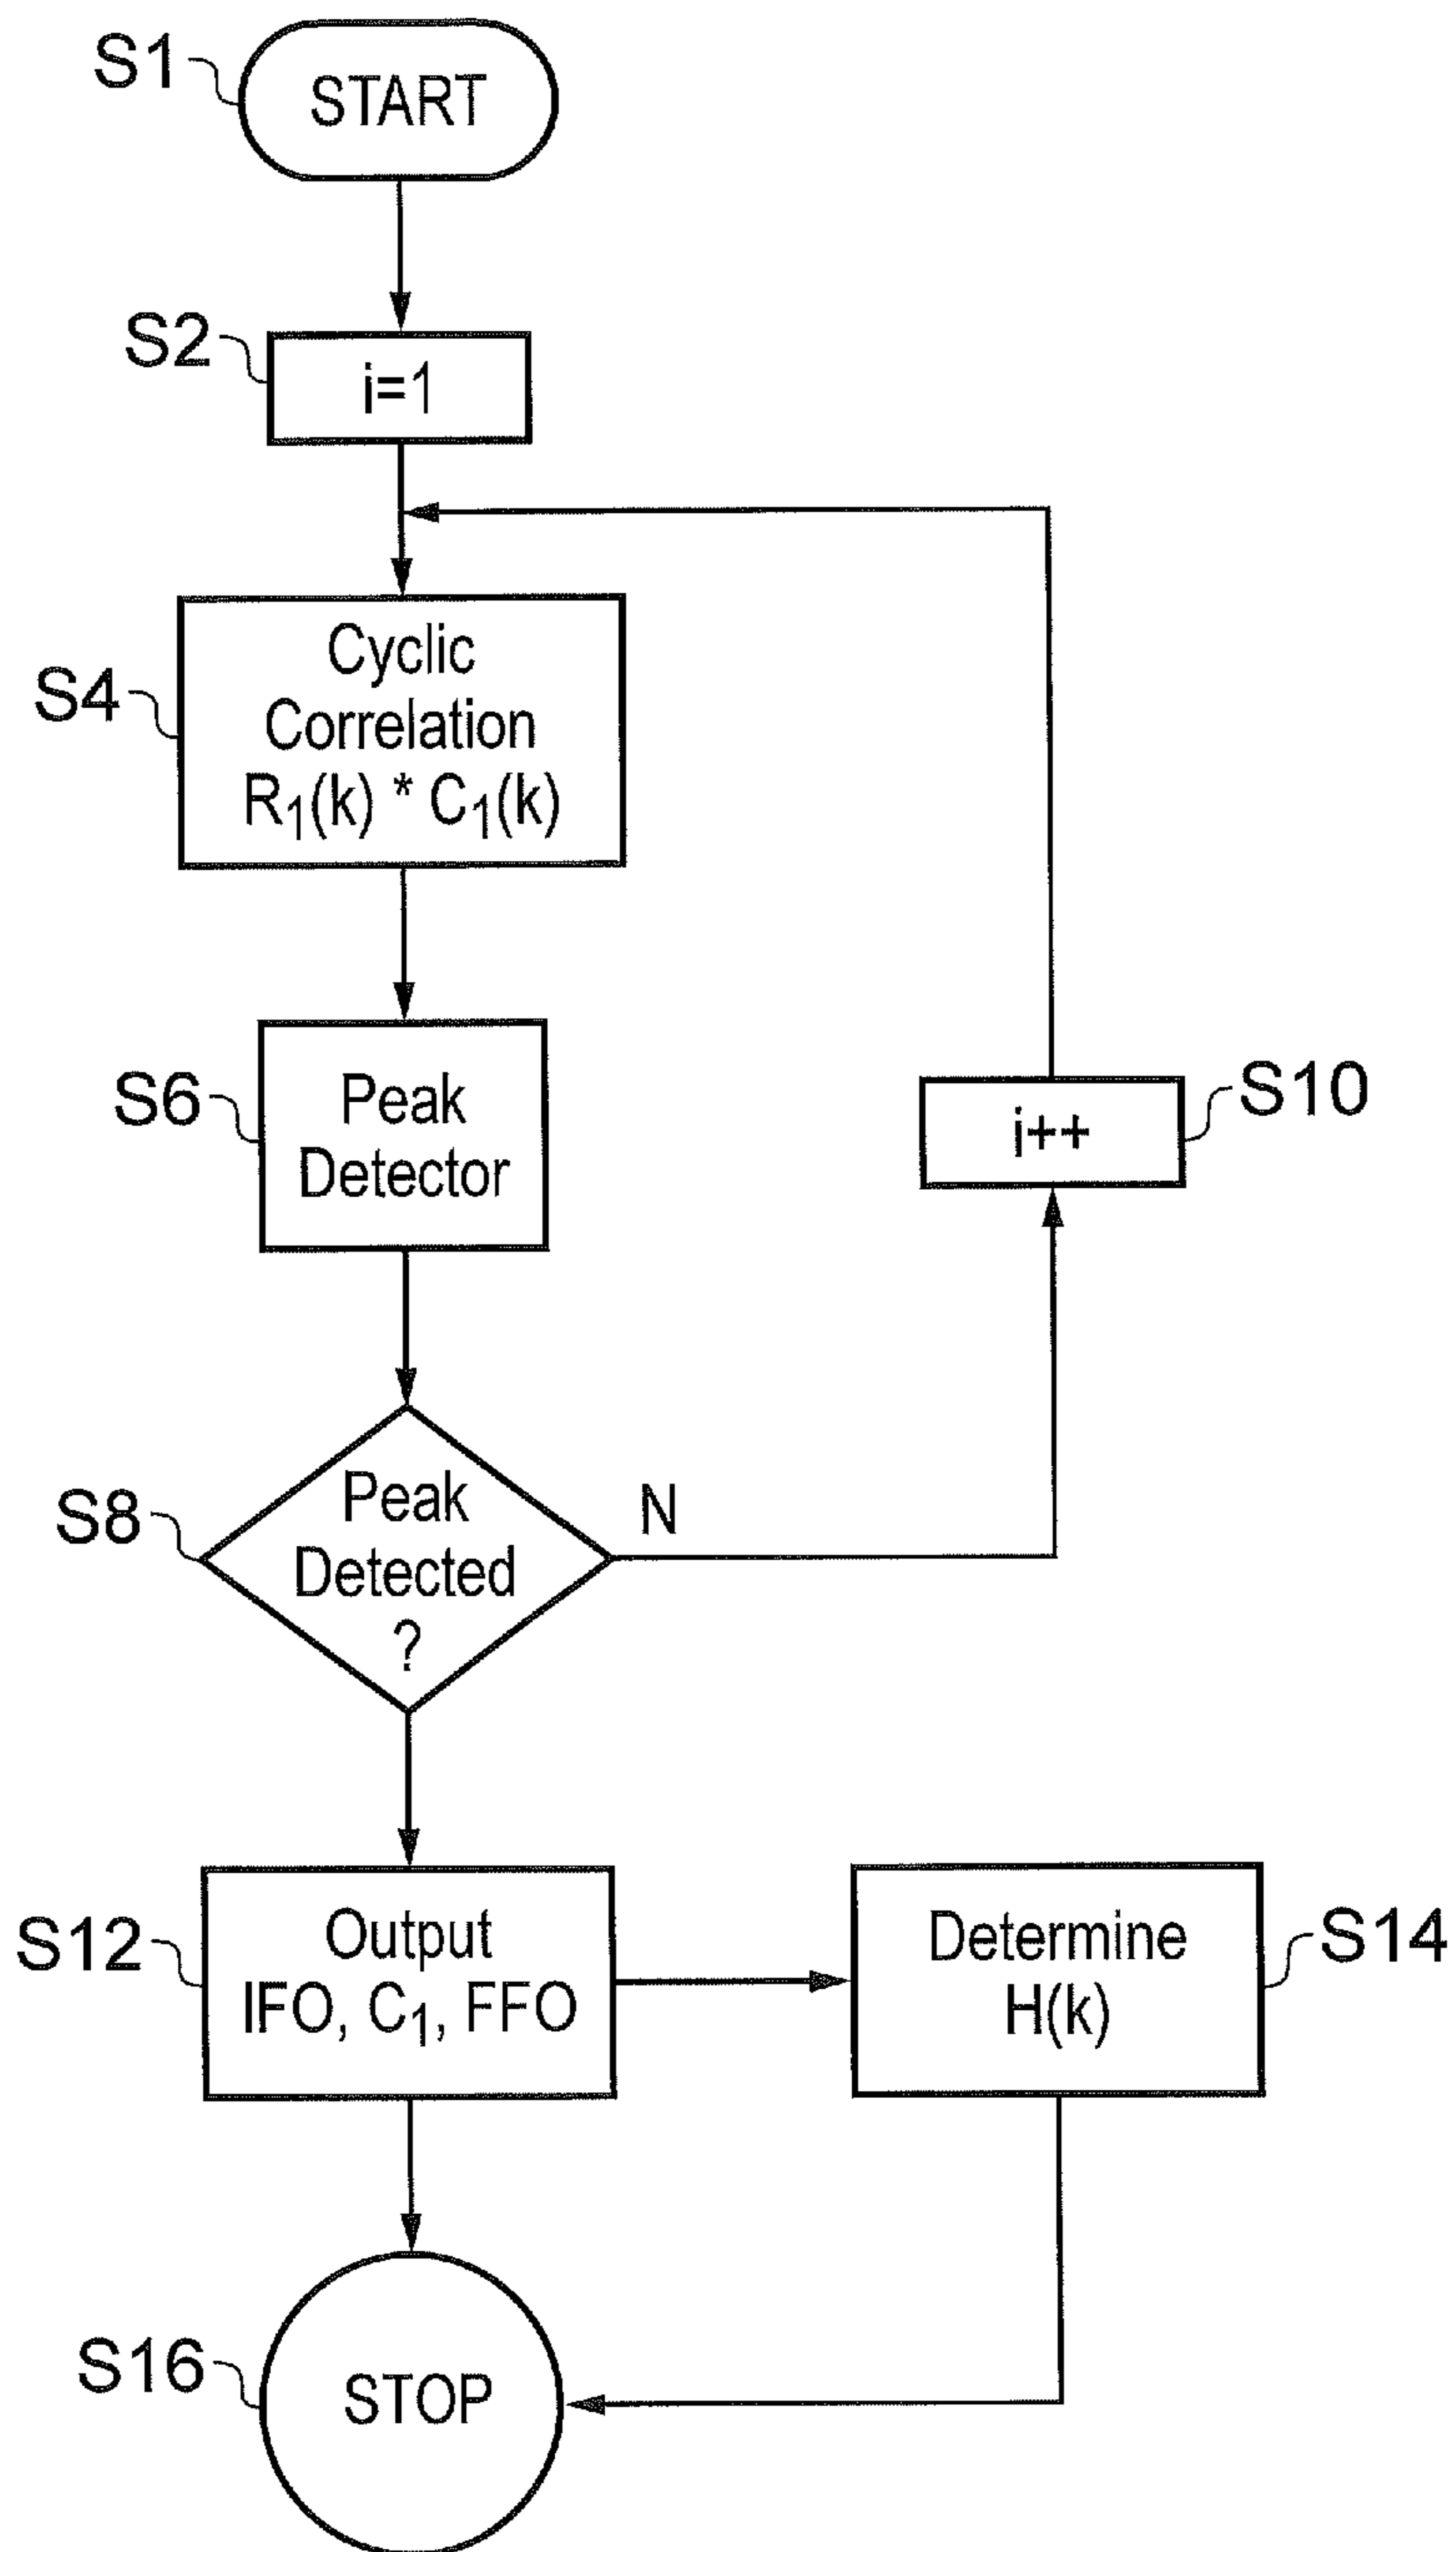 S1
START
S2
i=1
S4
Cyclic
Correlation
R₁(k) * C₁(k)
S6
Peak
Detector
S10
i++
S8
Peak
Detected
?
N
S12
Output
IFO, C₁, FFO
Determine
H(k)
S14
S16
STOP